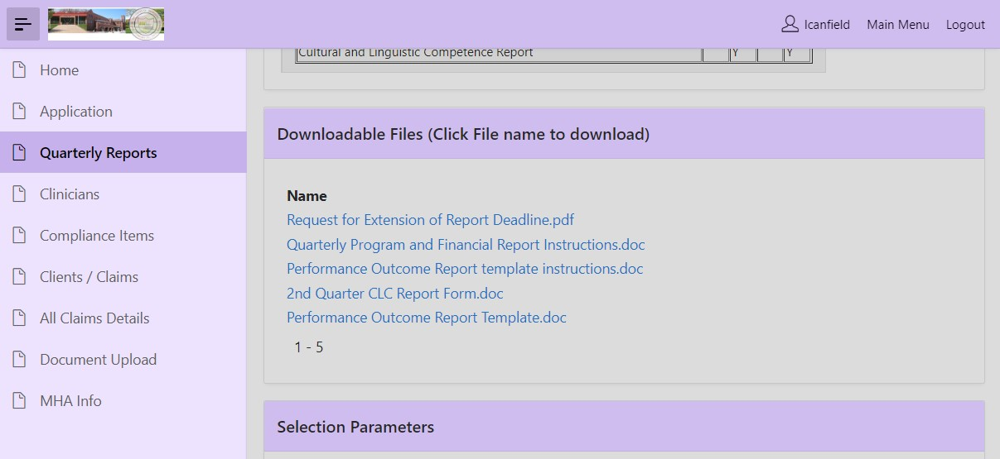 lcanfield
Main Menu
Logout
Home
Application
Quarterly Reports
Clinicians
Compliance Items
Clients / Claims
All Claims Details
Document Upload
MHA Info
Cultural and Linguistic Competence Report Y Y
Downloadable Files (Click File name to download)
Name
Request for Extension of Report Deadline.pdf
Quarterly Program and Financial Report Instructions.doc
Performance Outcome Report template instructions.doc
2nd Quarter CLC Report Form.doc
Performance Outcome Report Template.doc
1 - 5
Selection Parameters